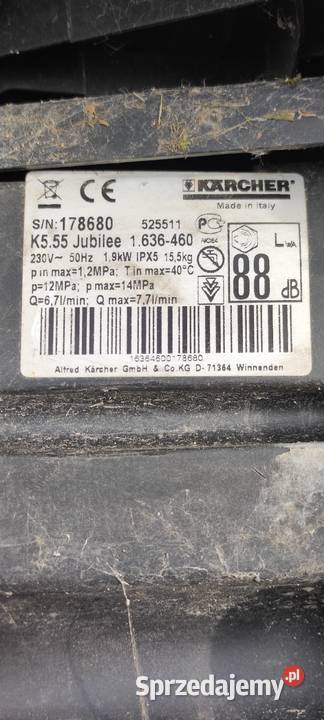 KÄRCHER
Made in Italy
S/N:178680 525511
K5.55 Jubilee 1.636-460
230V~ 50Hz 1,9kW IPX5 15,5kg
p in max=1,2MPa; T in max=40°C
p=12MPa; p max=14MPa
Q=6,7l/min; Q max=7,7l/min
LWA
88 dB
16364600178680
Alfred Kärcher GmbH & Co.KG D-71364 Winnenden
Sprzedajemy.pl